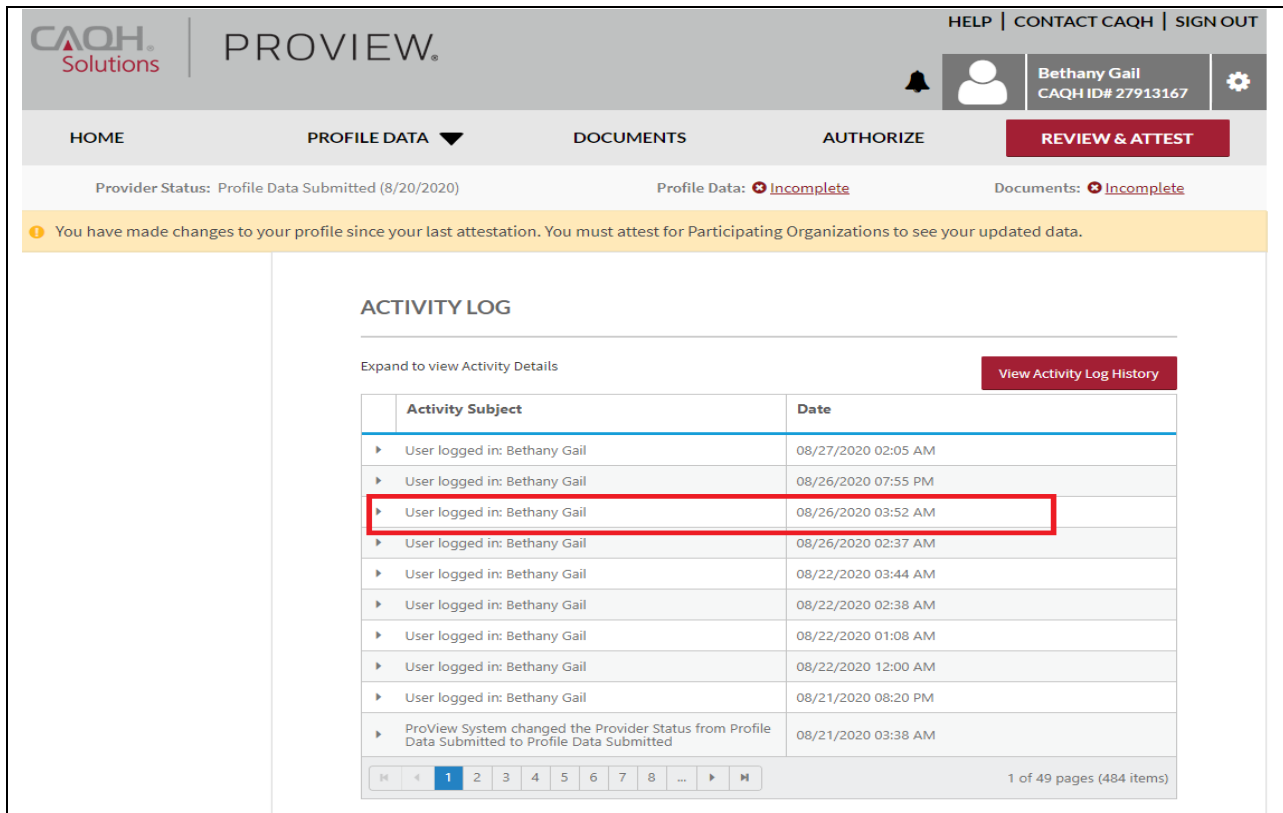 HELP | CONTACT CAQH | SIGN OUT
CAQH®
Solutions
PROVIEW®
Bethany Gail
CAQH ID# 27913167
HOME PROFILE DATA DOCUMENTS AUTHORIZE REVIEW & ATTEST
Provider Status: Profile Data Submitted (8/20/2020) Profile Data: Incomplete Documents: Incomplete
You have made changes to your profile since your last attestation. You must attest for Participating Organizations to see your updated data.
ACTIVITY LOG
Expand to view Activity Details
View Activity Log History
Activity Subject Date
User logged in: Bethany Gail 08/27/2020 02:05 AM
User logged in: Bethany Gail 08/26/2020 07:55 PM
User logged in: Bethany Gail 08/26/2020 03:52 AM
User logged in: Bethany Gail 08/26/2020 02:37 AM
User logged in: Bethany Gail 08/22/2020 03:44 AM
User logged in: Bethany Gail 08/22/2020 02:38 AM
User logged in: Bethany Gail 08/22/2020 01:08 AM
User logged in: Bethany Gail 08/22/2020 12:00 AM
User logged in: Bethany Gail 08/21/2020 08:20 PM
ProView System changed the Provider Status from Profile
Data Submitted to Profile Data Submitted 08/21/2020 03:38 AM
1 2 3 4 5 6 7 8 ... 1 of 49 pages (484 items)